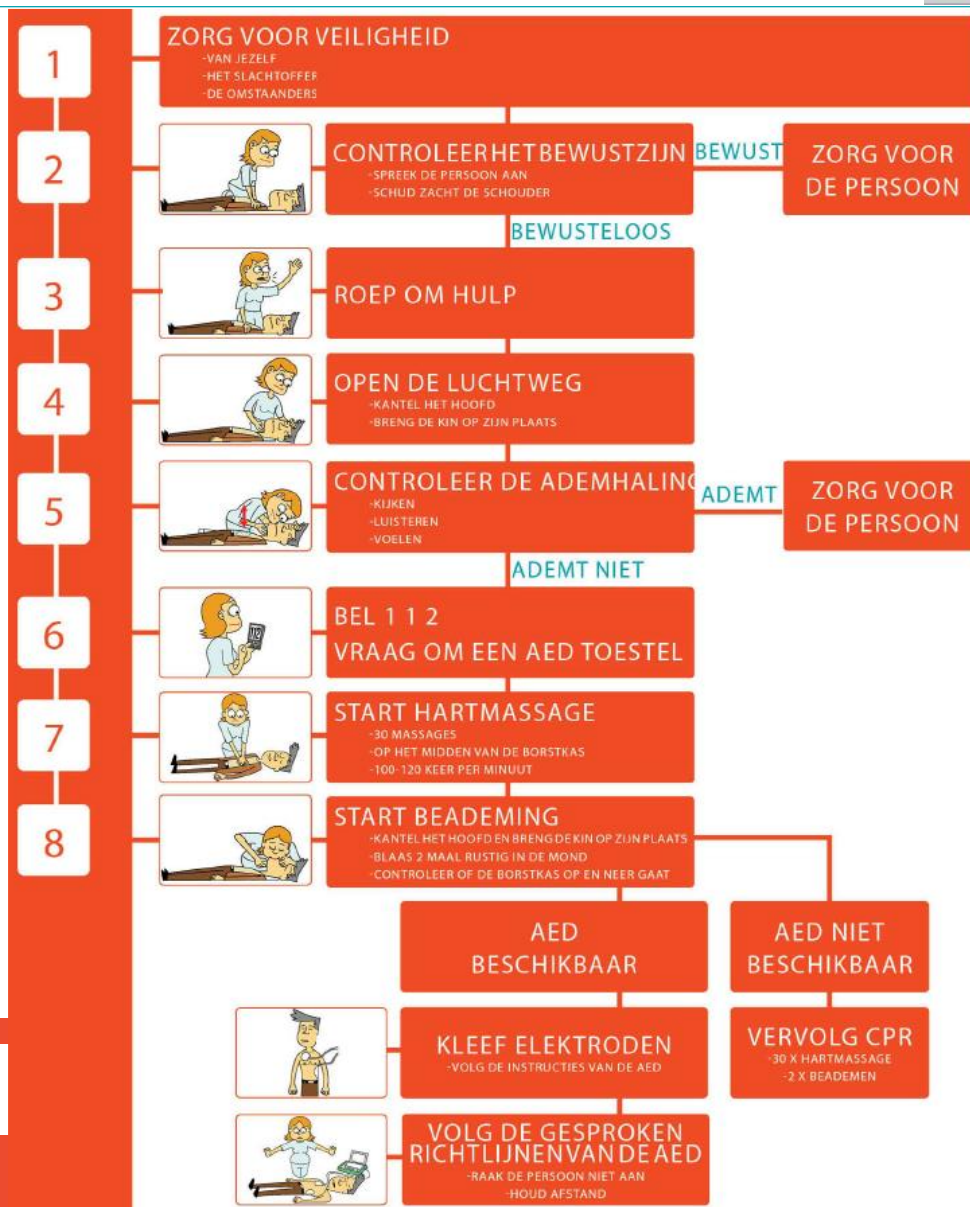 1
ZORG VOOR VEILIGHEID
-VAN JEZELF
-HET SLACHTOFFER
-DE OMSTAANDERS
2
CONTROLEER HET BEWUSTZIJN
-SPREEK DE PERSOON AAN
-SCHUD ZACHT DE SCHOUDER
BEWUST
ZORG VOOR
DE PERSOON
BEWUSTELOOS
3
ROEP OM HULP
4
OPEN DE LUCHTWEG
-KANTEL HET HOOFD
-BRENG DE KIN OP ZIJN PLAATS
5
CONTROLEER DE ADEMHALING
-KIJKEN
-LUISTEREN
-VOELEN
ADEMT
ZORG VOOR
DE PERSOON
ADEMT NIET
6
112
BEL 1 1 2
VRAAG OM EEN AED TOESTEL
7
START HARTMASSAGE
-30 MASSAGES
-OP HET MIDDEN VAN DE BORSTKAS
-100-120 KEER PER MINUUT
8
START BEADEMING
-KANTEL HET HOOFD EN BRENG DE KIN OP ZIJN PLAATS
-BLAAS 2 MAAL RUSTIG IN DE MOND
-CONTROLEER OF DE BORSTKAS OP EN NEER GAAT
AED
BESCHIKBAAR
AED NIET
BESCHIKBAAR
KLEEF ELEKTRODEN
-VOLG DE INSTRUCTIES VAN DE AED
VERVOLG CPR
-30 X HARTMASSAGE
-2 X BEADEMEN
VOLG DE GESPROKEN
RICHTLIJNEN VAN DE AED
-RAAK DE PERSOON NIET AAN
-HOUD AFSTAND